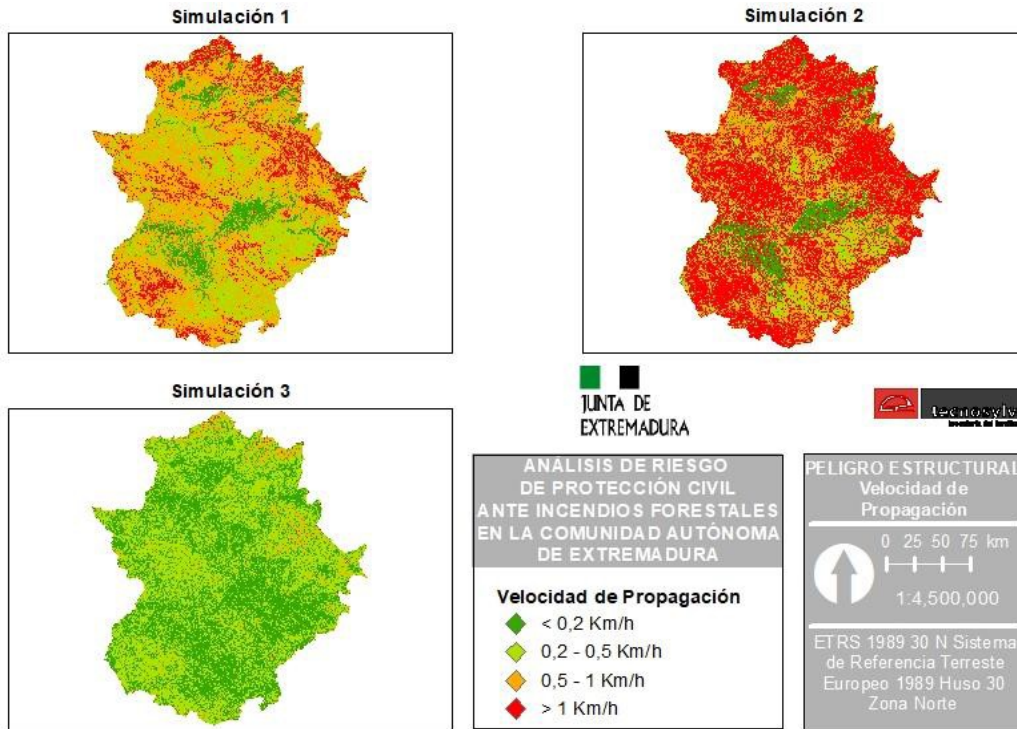 Simulación 1
Simulación 2
Simulación 3
JUNTA DE
EXTREMADURA
tecnosylva
ANÁLISIS DE RIESGO
DE PROTECCIÓN CIVIL
ANTE INCENDIOS FORESTALES
EN LA COMUNIDAD AUTÓNOMA
DE EXTREMADURA
Velocidad de Propagación
< 0,2 Km/h
0,2 - 0,5 Km/h
0,5 - 1 Km/h
> 1 Km/h
PELIGRO ESTRUCTURAL
Velocidad de
Propagación
0 25 50 75 km
1:4,500,000
ETRS 1989 30 N Sistema
de Referencia Terreste
Europeo 1989 Huso 30
Zona Norte